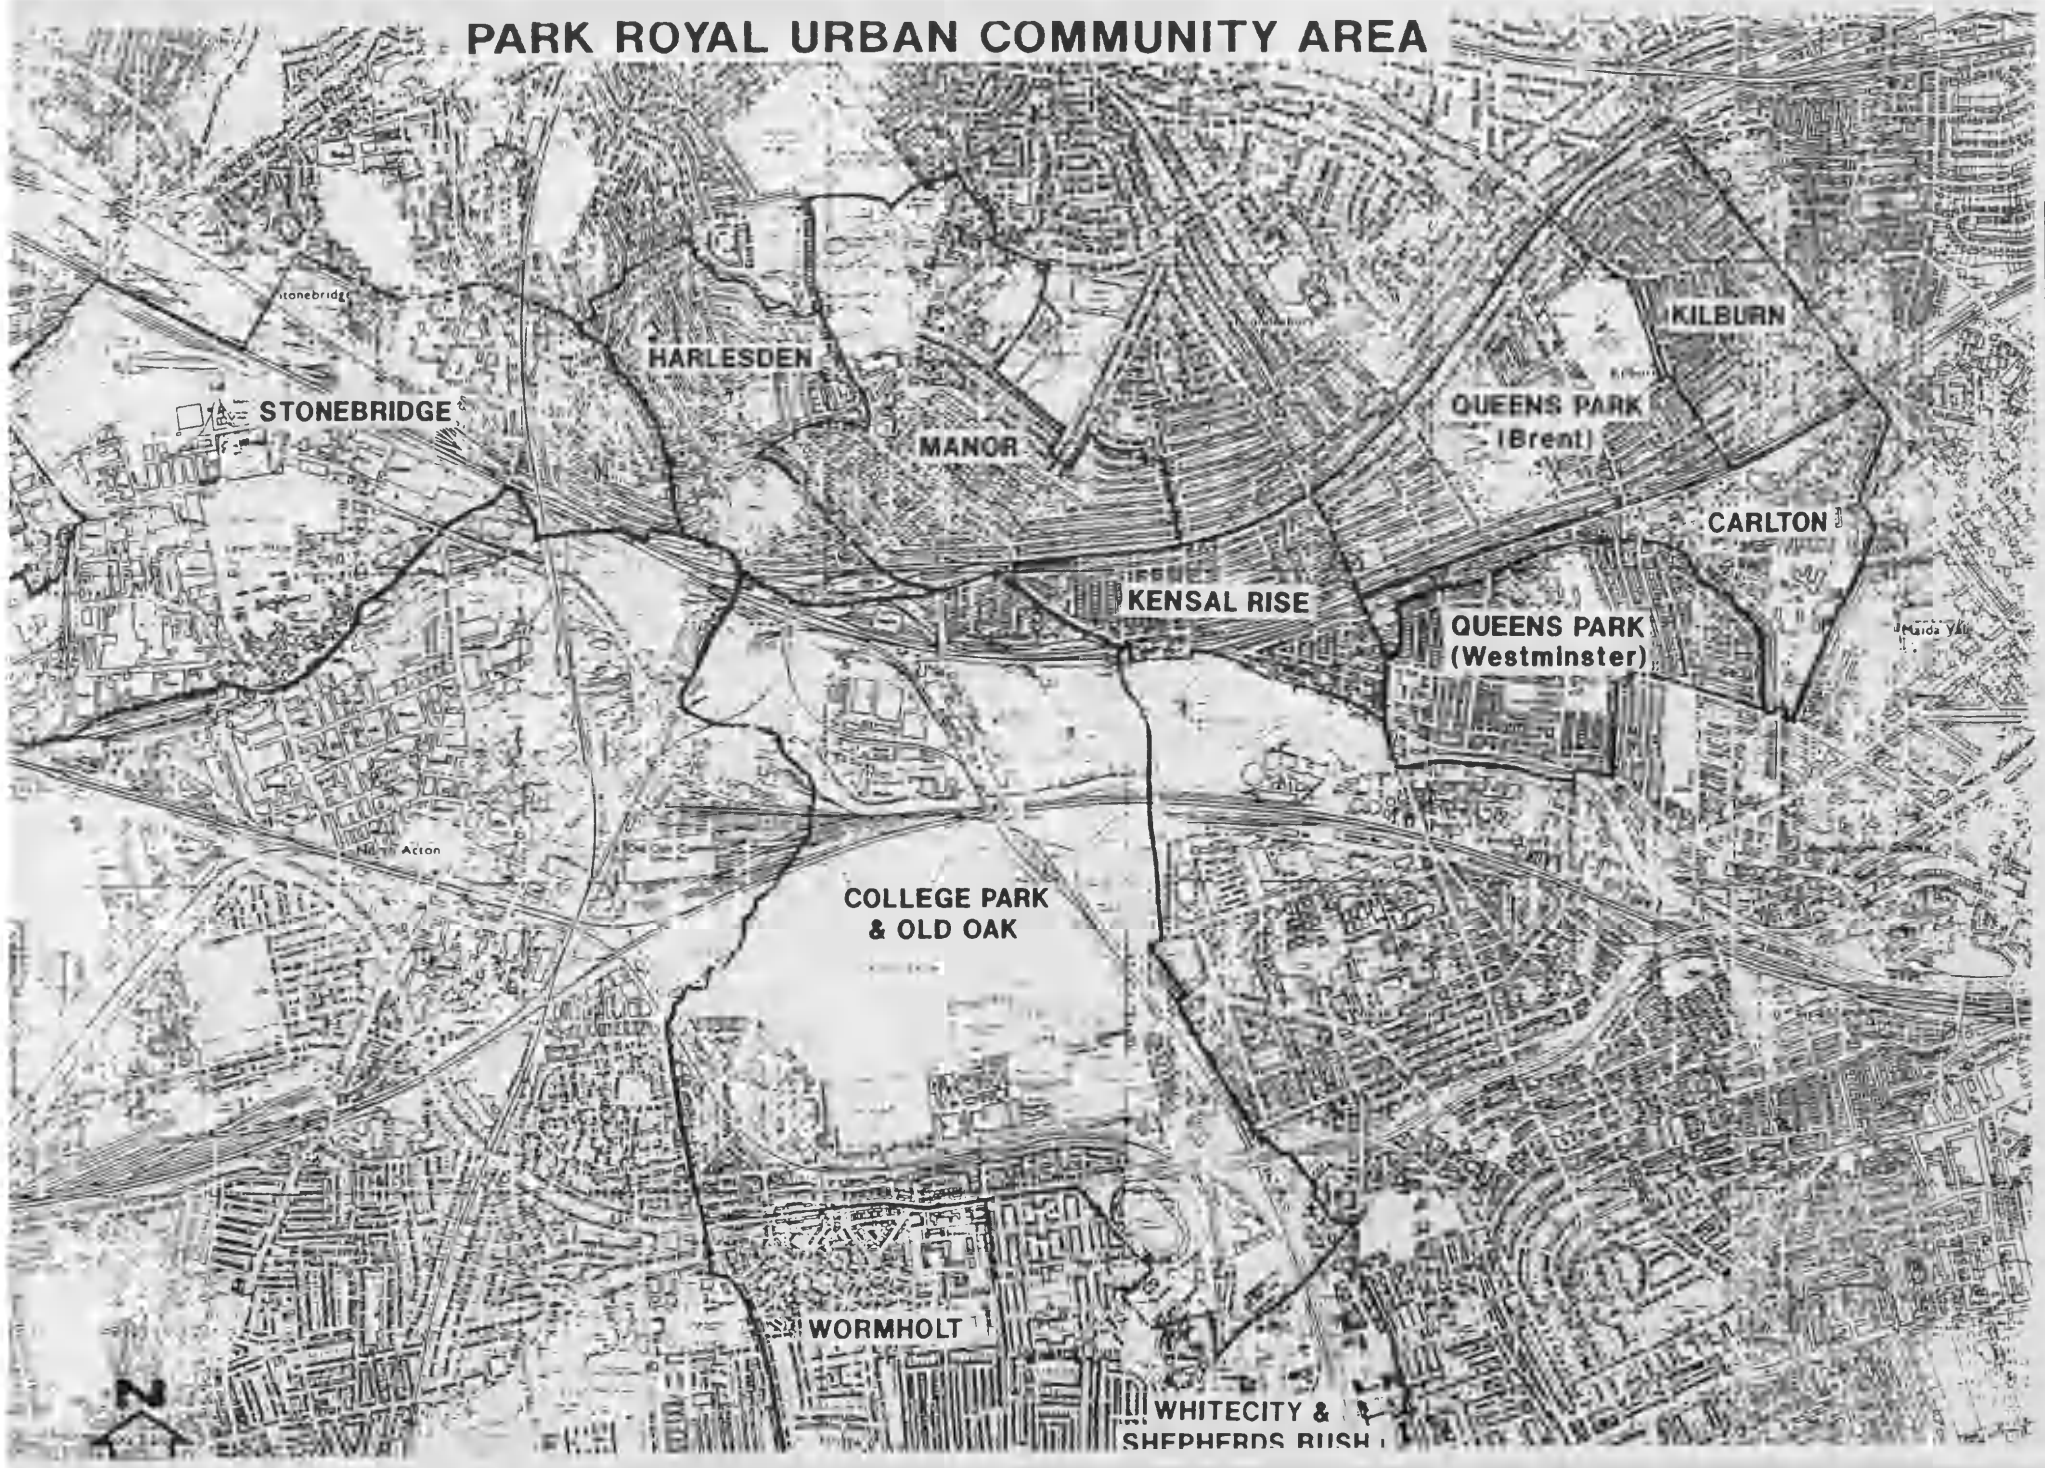 PARK ROYAL URBAN COMMUNITY AREA
KILBURN
HARLESDEN
STONEBRIDGE
QUEENS PARK
(Brent)
MANOR
CARLTON
KENSAL RISE
QUEENS PARK
(Westminster)
Acton
COLLEGE PARK
& OLD OAK
WORMHOLT
N
WHITECITY &
SHEPHERDS BUSH